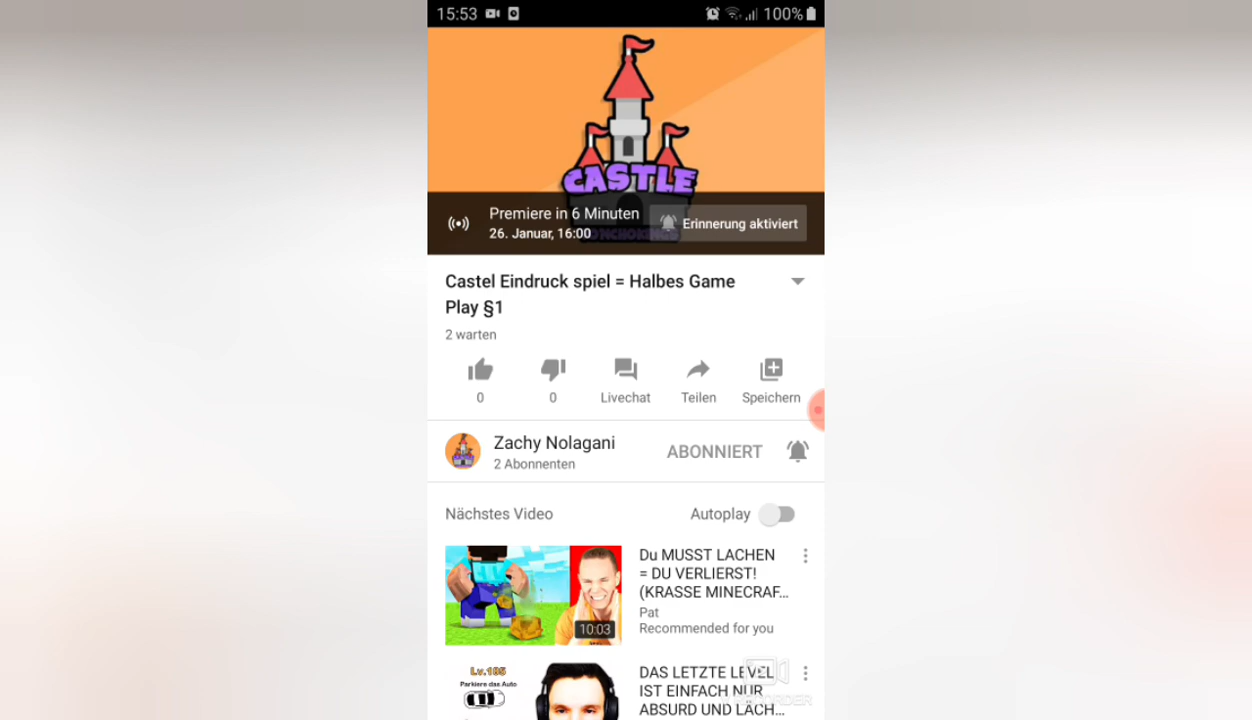 15:53
100%
CASTLE
Premiere in 6 Minuten
26. Januar, 16:00
Erinnerung aktiviert
Castel Eindruck spiel = Halbes Game
Play §1
2 warten
0
0
Livechat
Teilen
Speichern
Zachy Nolagani
2 Abonnenten
ABONNIERT
Nächstes Video
Autoplay
10:03
Du MUSST LACHEN
= DU VERLIERST!
(KRASSE MINECRAF...
Pat
Recommended for you
Lv.185
Parkiere das Auto
DAS LETZTE LEVEL
IST EINFACH NUR
ABSURD UND LACH...